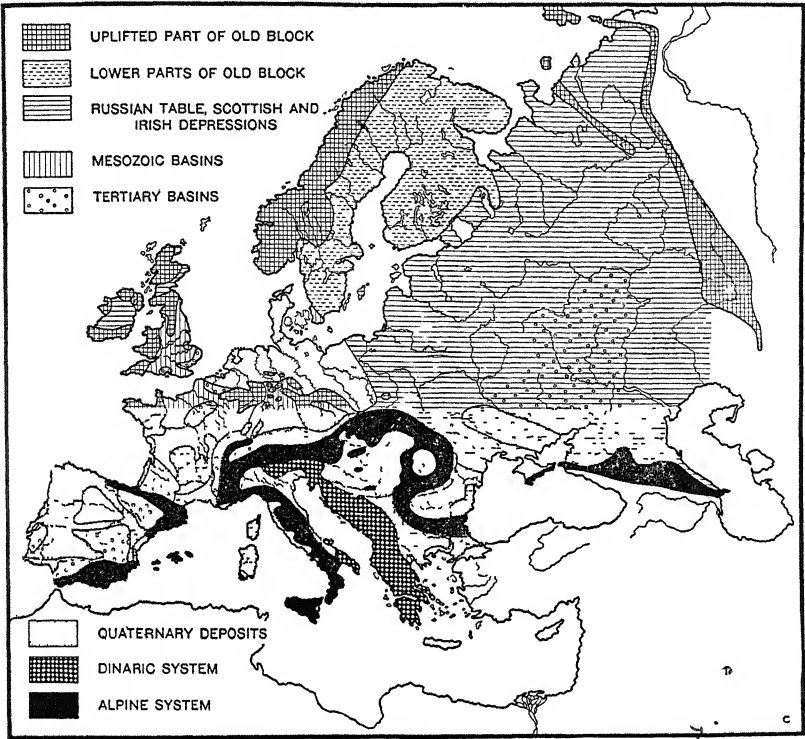 UPLIFTED PART OF OLD BLOCK
LOWER PARTS OF OLD BLOCK
RUSSIAN TABLE, SCOTTISH AND
IRISH DEPRESSIONS
MESOZOIC BASINS
TERTIARY BASINS
QUATERNARY DEPOSITS
DINARIC SYSTEM
ALPINE SYSTEM
C